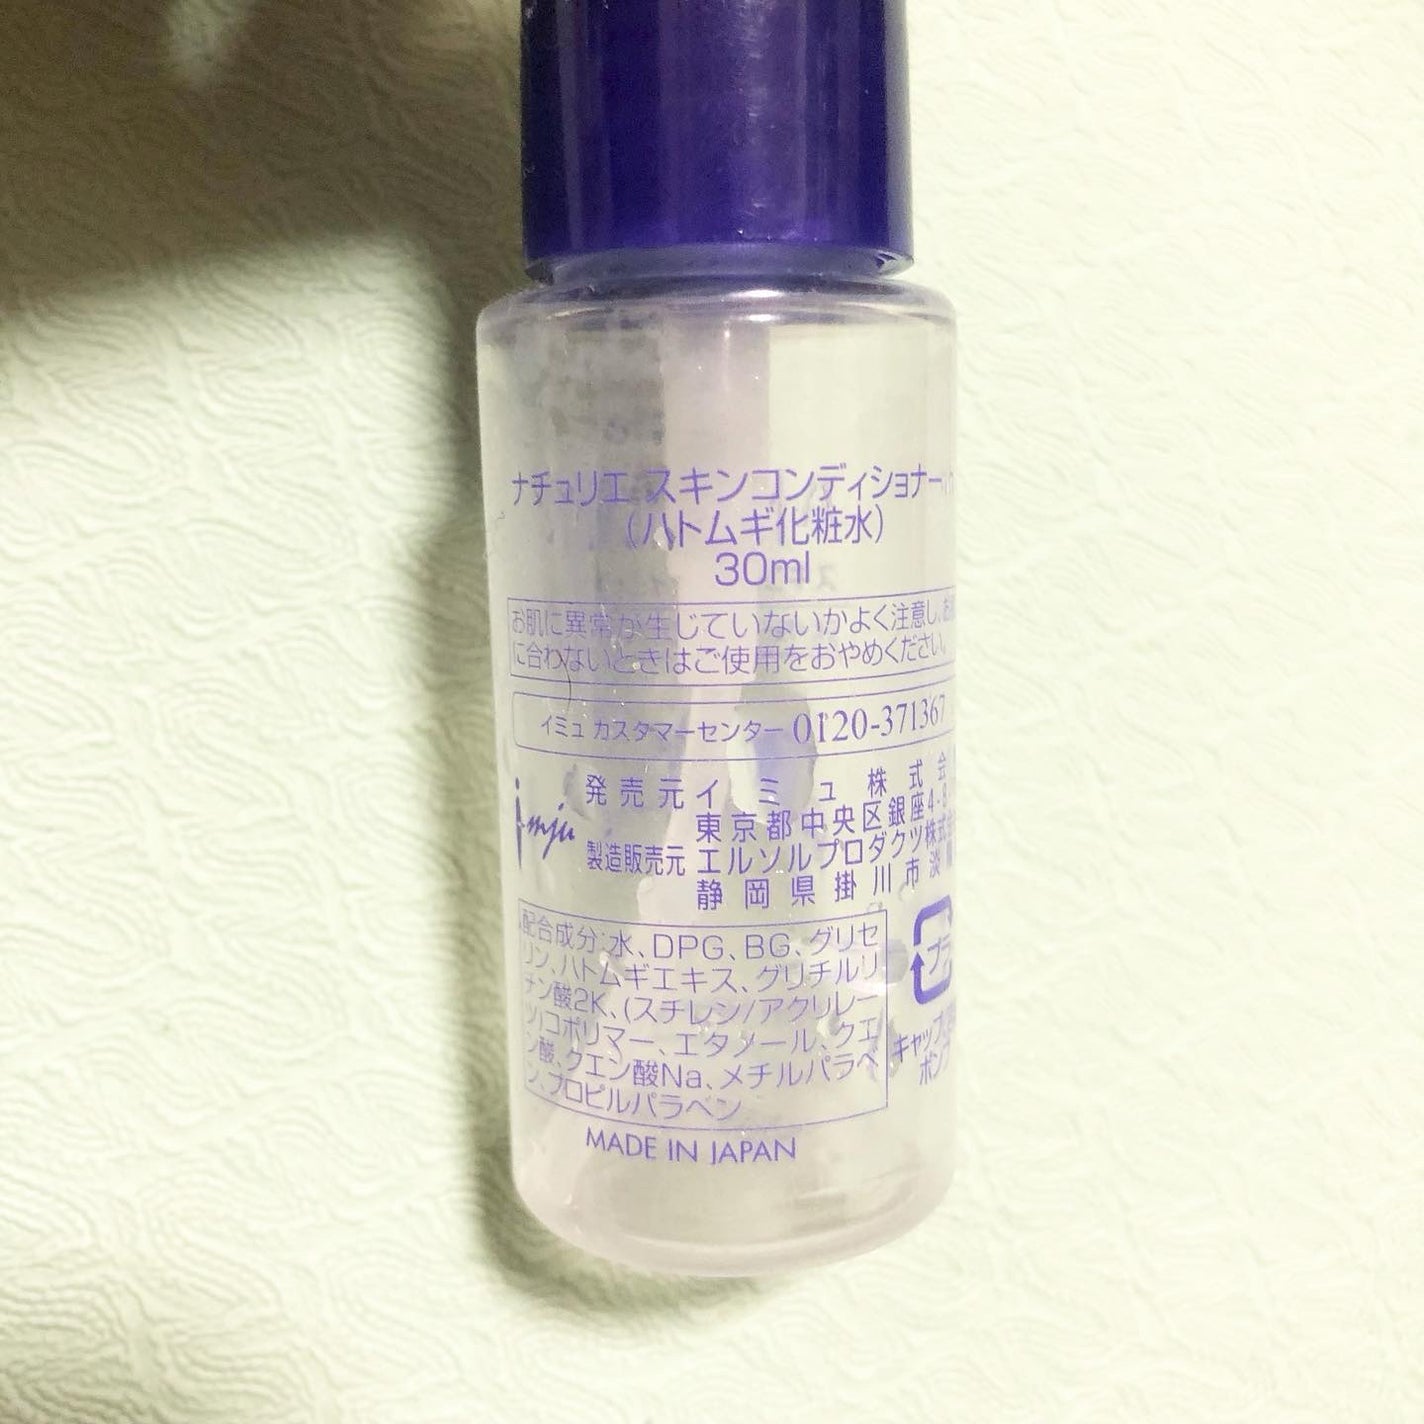 ナチュリエ スキンコンディショナー
(ハトムギ化粧水)
30ml
お肌に異常が生じていないかよく注意し、お
に合わないときはご使用をおやめください。
イミュ カスタマーセンター 0120-371367
imju
発売元 イミュ株式会
東京都中央区銀座4-9
製造販売元 エルソルプロダクツ株式会
静岡県掛川市淡
配合成分:水、DPG、BG、グリセ
リン、ハトムギエキス、グリチルリ
チン酸2K、(スチレン/アクリレー
ツ)コポリマー、エタノール、クエ
ン酸、クエン酸Na、メチルパラベ
ン、プロピルパラベン
プラ
キャップ
ポンプ
MADE IN JAPAN